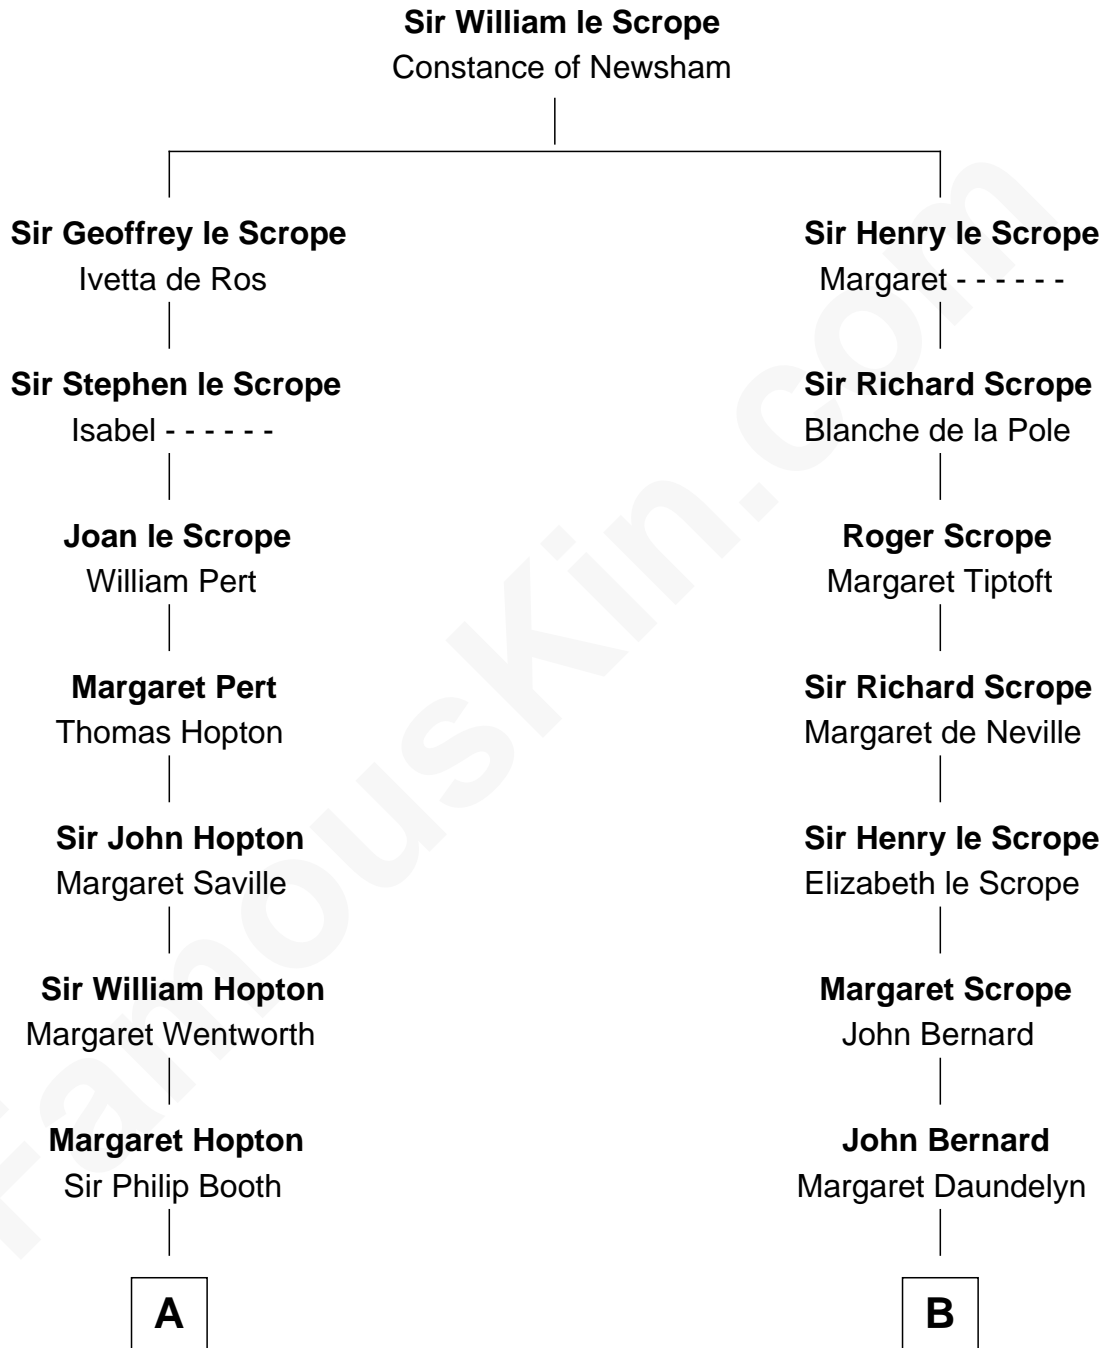 Sir William le Scrope
Constance of Newsham
Sir Geoffrey le Scrope
Ivetta de Ros
Sir Henry le Scrope
Margaret - - - - - -
Sir Stephen le Scrope
Isabel - - - - - -
Sir Richard Scrope
Blanche de la Pole
Joan le Scrope
William Pert
Roger Scrope
Margaret Tiptoft
Margaret Pert
Thomas Hopton
Sir Richard Scrope
Margaret de Neville
Sir John Hopton
Margaret Saville
Sir Henry le Scrope
Elizabeth le Scrope
Sir William Hopton
Margaret Wentworth
Margaret Scrope
John Bernard
Margaret Hopton
Sir Philip Booth
John Bernard
Margaret Daundelyn
A
B
FamousKin.com